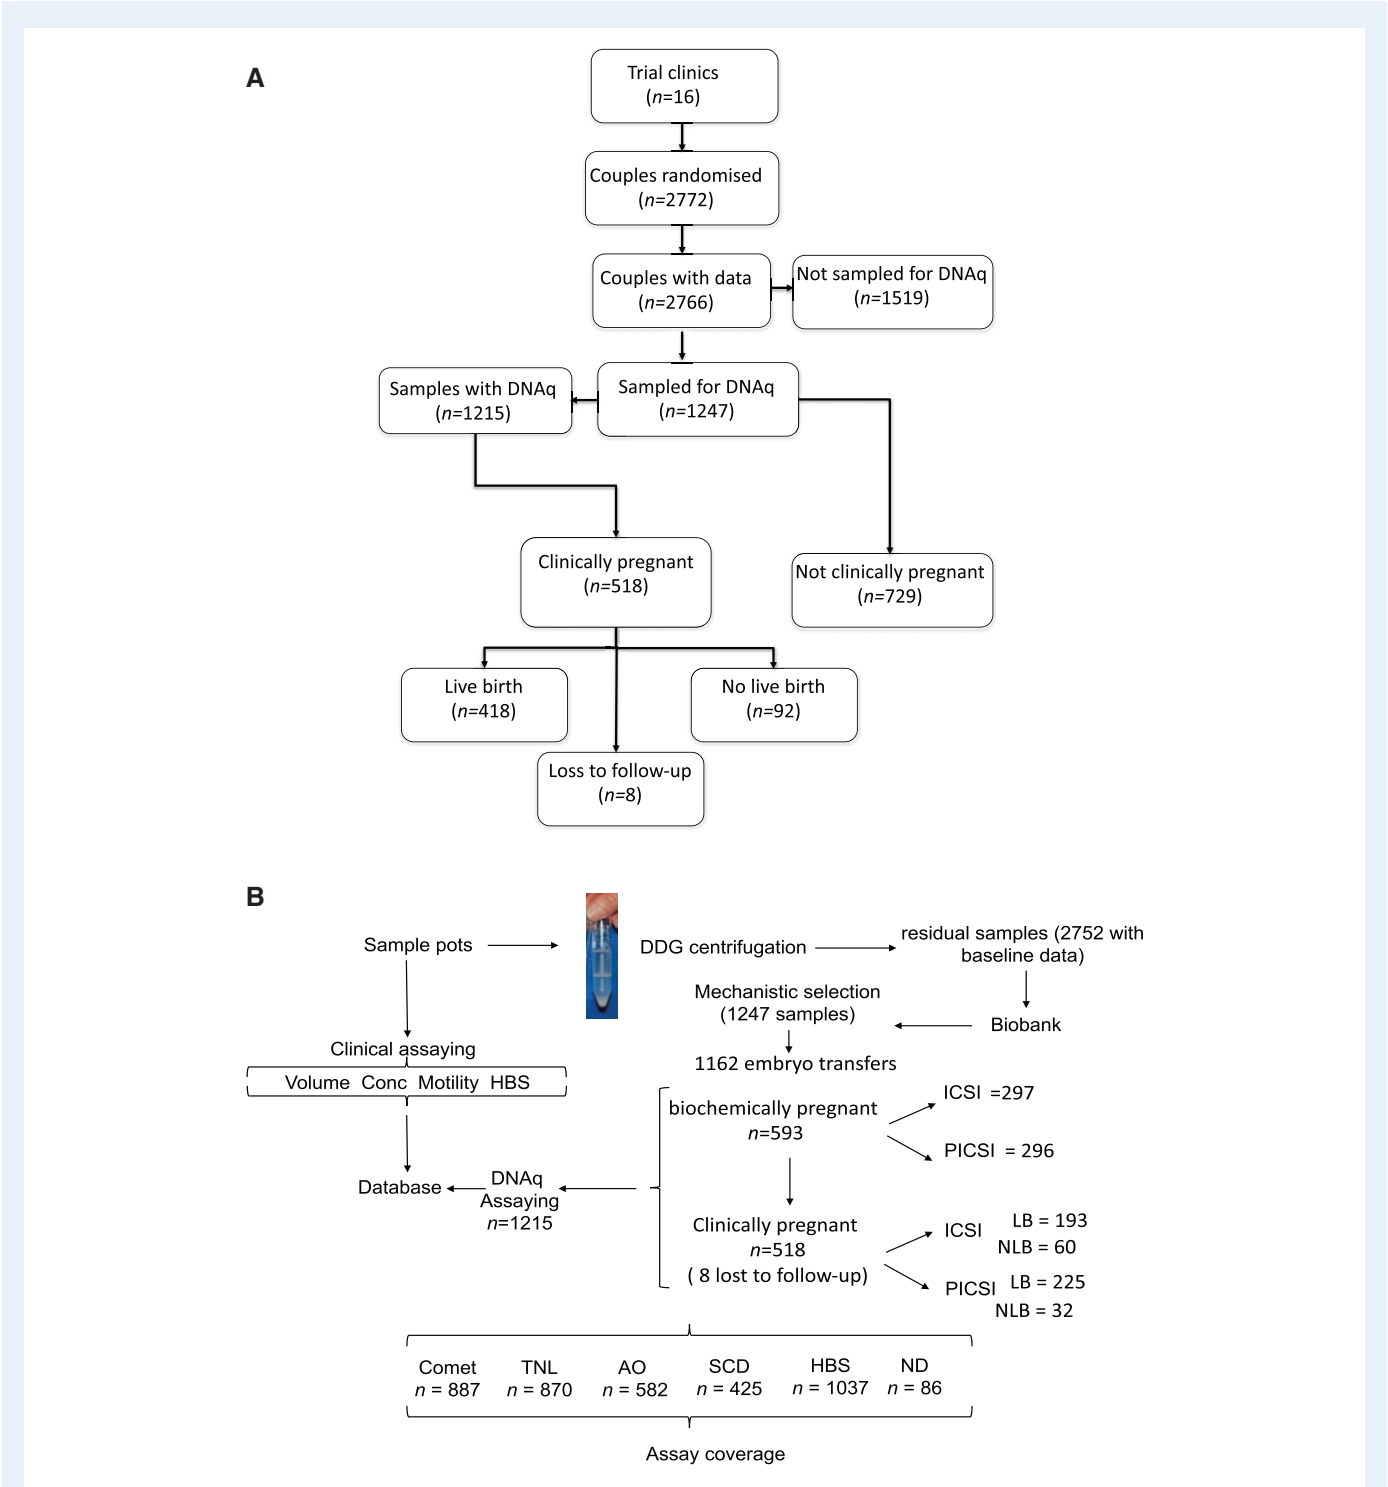 A
Trial clinics
(n=16)
Couples randomised
(n=2772)
Couples with data
(n=2766)
Not sampled for DNAq
(n=1519)
Samples with DNAq
(n=1215)
Sampled for DNAq
(n=1247)
Clinically pregnant
(n=518)
Not clinically pregnant
(n=729)
Live birth
(n=418)
No live birth
(n=92)
Loss to follow-up
(n=8)
B
Sample pots
DDG centrifugation
residual samples (2752 with
baseline data)
Mechanistic selection
(1247 samples)
Biobank
Clinical assaying
Volume Conc Motility HBS
1162 embryo transfers
biochemically pregnant
n=593
ICSI =297
PICSI = 296
Database
DNAq
Assaying
n=1215
Clinically pregnant
n=518
( 8 lost to follow-up)
ICSI
LB = 193
NLB = 60
PICSI
LB = 225
NLB = 32
Comet TNL AO SCD HBS ND
n = 887 n = 870 n = 582 n = 425 n = 1037 n = 86
Assay coverage